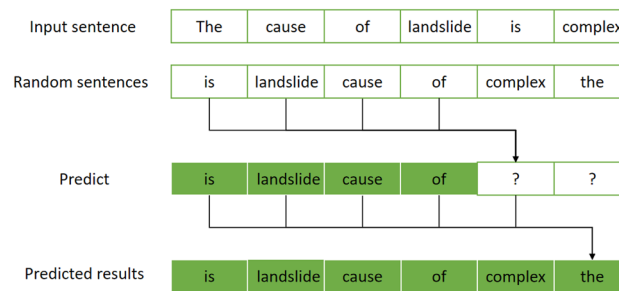 Input sentence The cause of landslide is complex
Random sentences is landslide cause of complex the
Predict is landslide cause of ? ?
Predicted results is landslide cause of complex the